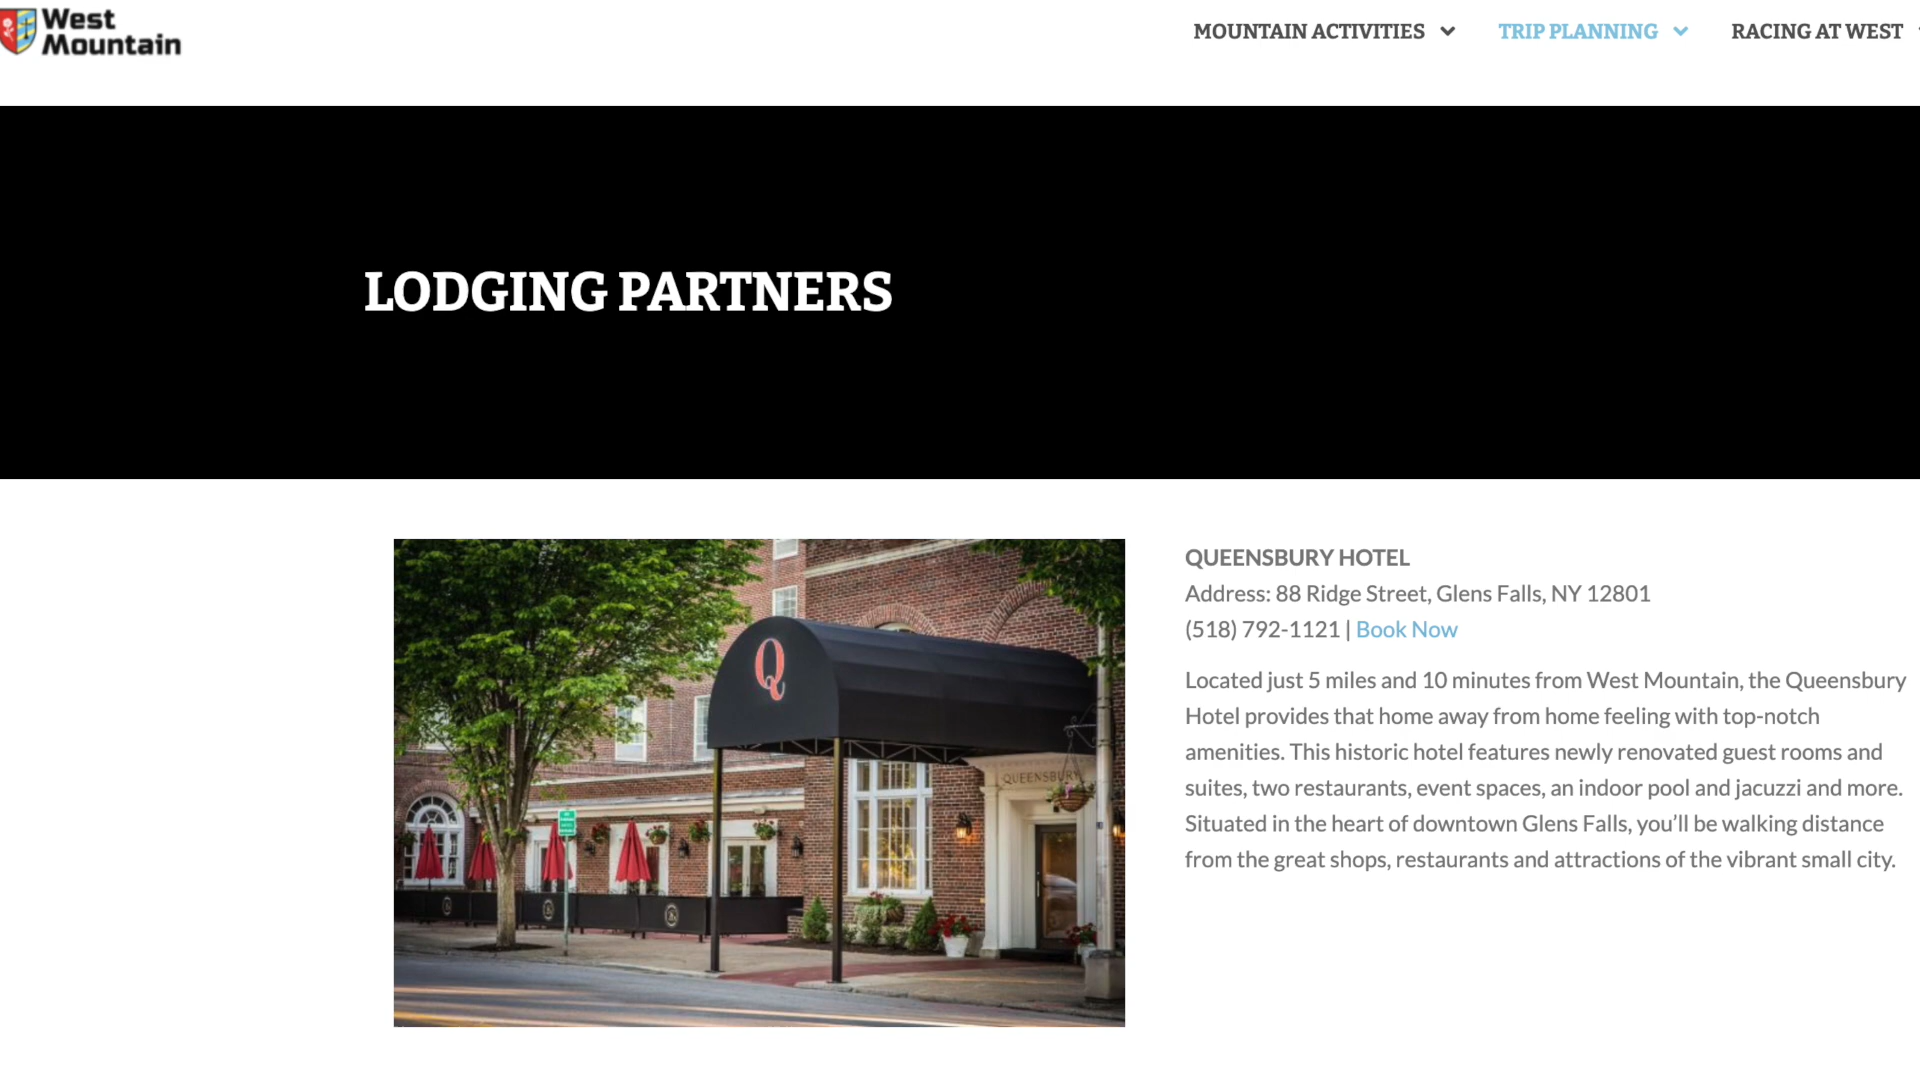 West
Mountain
MOUNTAIN ACTIVITIES
TRIP PLANNING
RACING AT WEST
LODGING PARTNERS
Q
QUEENSBURY
QUEENSBURY HOTEL
Address: 88 Ridge Street, Glens Falls, NY 12801
(518) 792-1121 | Book Now
Located just 5 miles and 10 minutes from West Mountain, the Queensbury
Hotel provides that home away from home feeling with top-notch
amenities. This historic hotel features newly renovated guest rooms and
suites, two restaurants, event spaces, an indoor pool and jacuzzi and more.
Situated in the heart of downtown Glens Falls, you’ll be walking distance
from the great shops, restaurants and attractions of the vibrant small city.